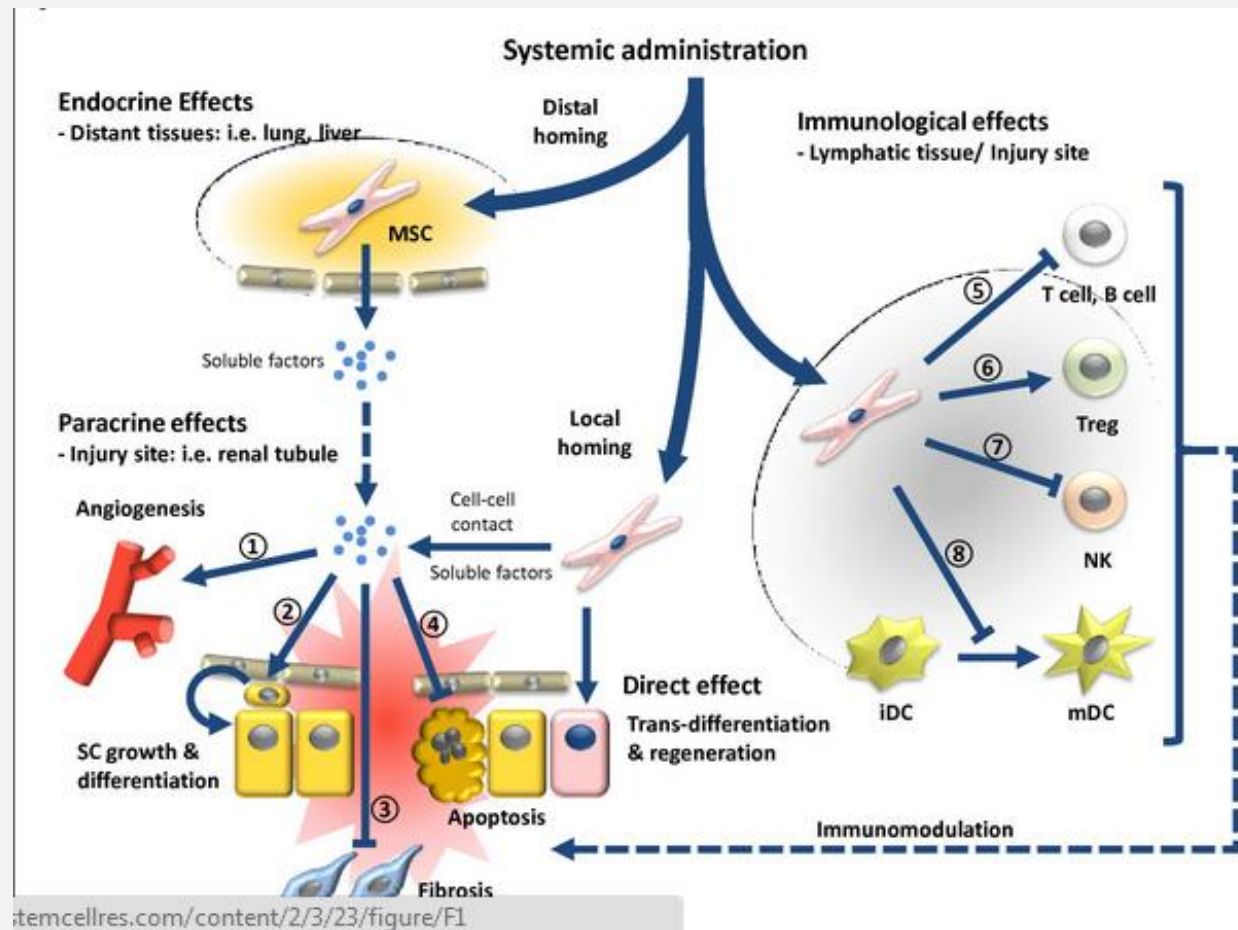 Systemic administration
Endocrine Effects
- Distant tissues: i.e. lung, liver
Distal
homing
Immunological effects
- Lymphatic tissue/ Injury site
MSC
T cell, B cell
⑤
Soluble factors
⑥
Treg
Paracrine effects
- Injury site: i.e. renal tubule
Local
homing
⑦
NK
Angiogenesis
①
Cell-cell
contact
Soluble factors
⑧
②
④
iDC
mDC
Direct effect
Trans-differentiation
& regeneration
SC growth &
differentiation
③
Apoptosis
Immunomodulation
Fibrosis
stemcellres.com/content/2/3/23/figure/F1